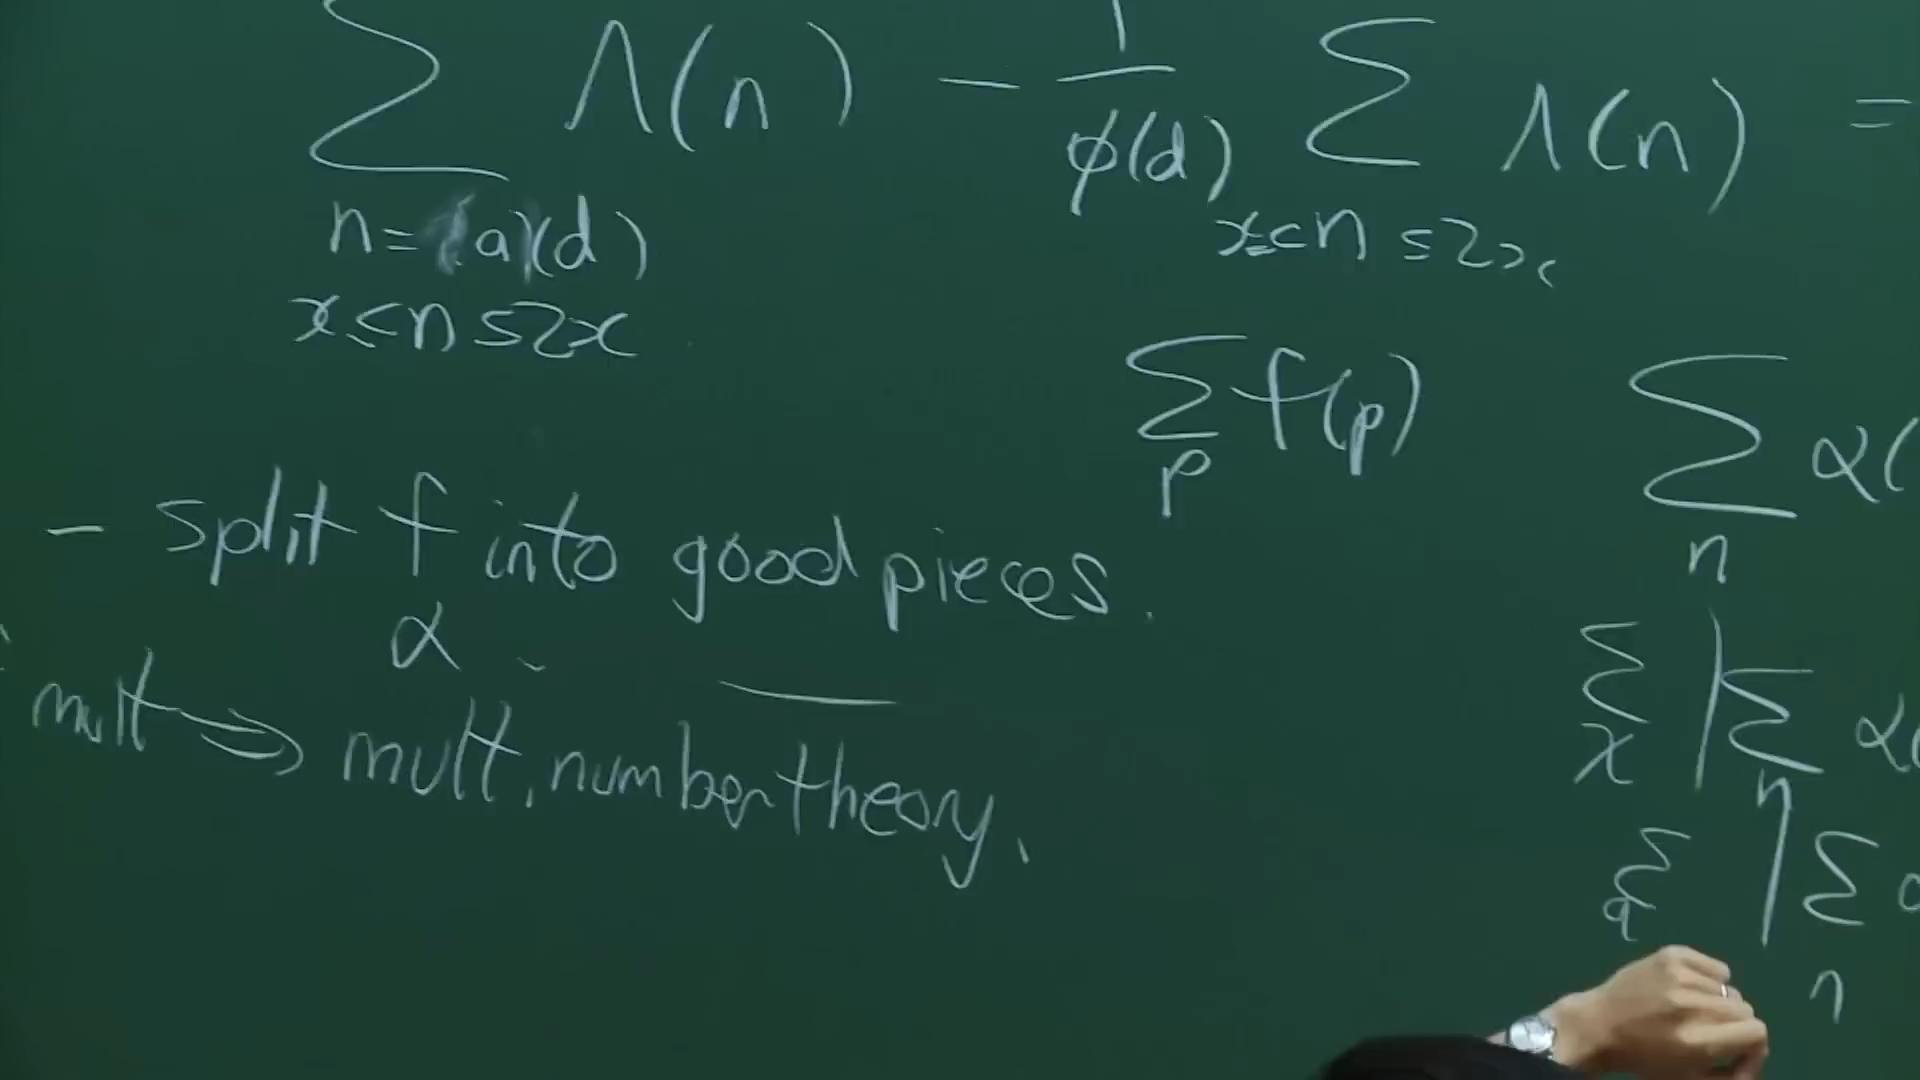 ∑ Λ(n) − 1/φ(d) ∑ Λ(n) =
n=a(d)
x<n≤2x
x<n≤2x
∑ f(p)
p
∑ α(
n
- split f into good pieces.
α
mult ⇒ mult. number theory.
∑ | ∑ α(
χ n
∑ | ∑
q n